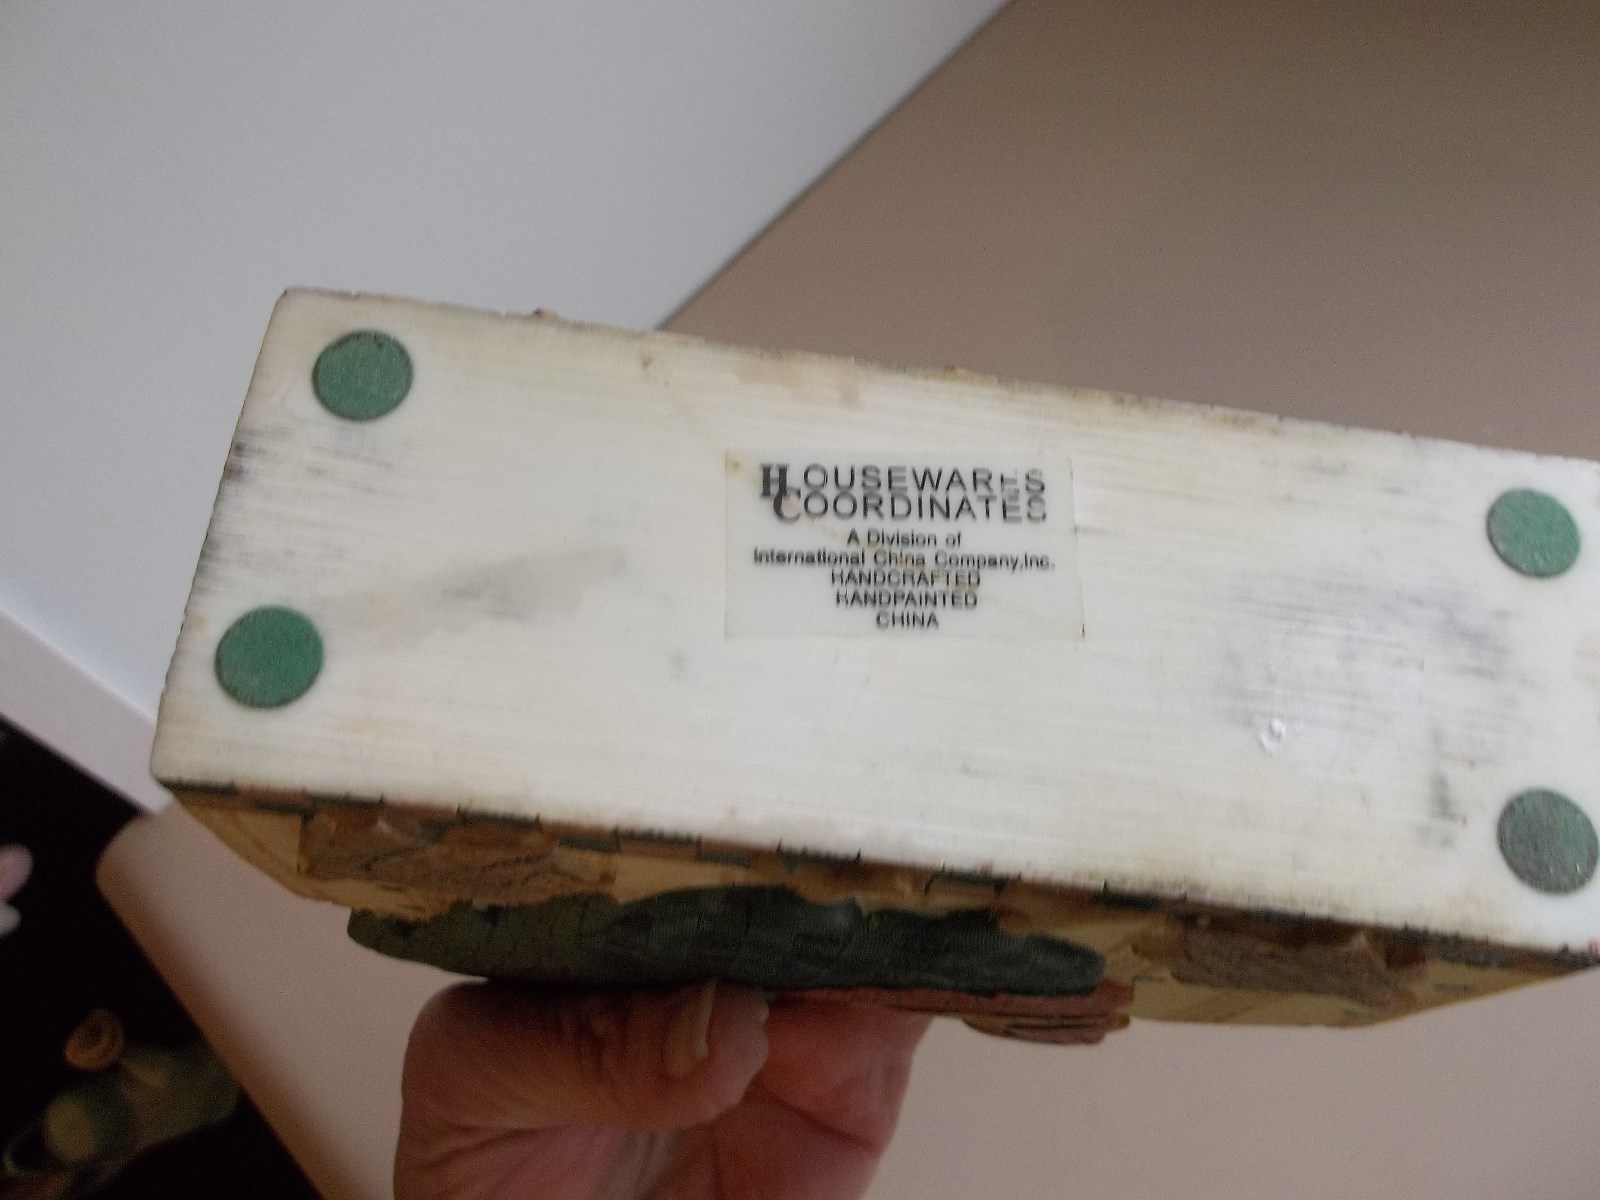 HOUSEWARES
COORDINATES
A Division of
International China Company,Inc.
HANDCRAFTED
HANDPAINTED
CHINA